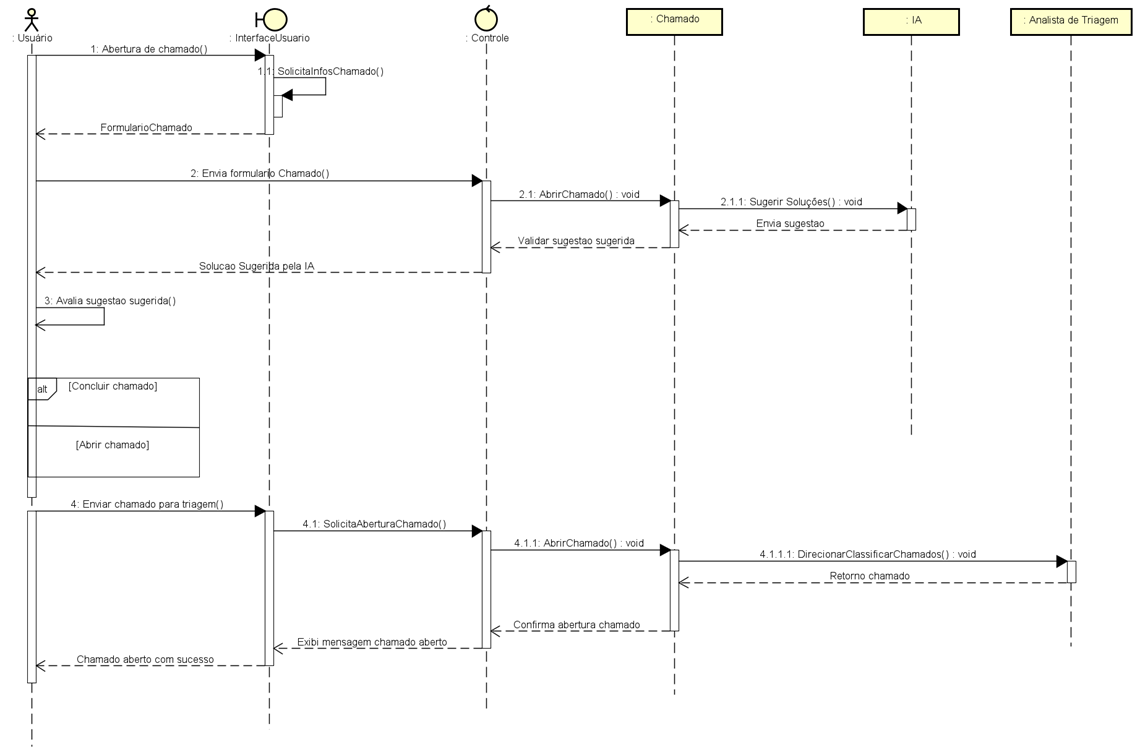 : Usuário
: InterfaceUsuario
: Controle
: Chamado
: IA
: Analista de Triagem
1: Abertura de chamado()
1.1: SolicitaInfosChamado()
FormularioChamado
2: Envia formulario Chamado()
2.1: AbrirChamado() : void
2.1.1: Sugerir Soluções() : void
Envia sugestao
Validar sugestao sugerida
Solucao Sugerida pela IA
3: Avalia sugestao sugerida()
alt
[Concluir chamado]
[Abrir chamado]
4: Enviar chamado para triagem()
4.1: SolicitaAberturaChamado()
4.1.1: AbrirChamado() : void
4.1.1.1: DirecionarClassificarChamados() : void
Retorno chamado
Confirma abertura chamado
Exibi mensagem chamado aberto
Chamado aberto com sucesso